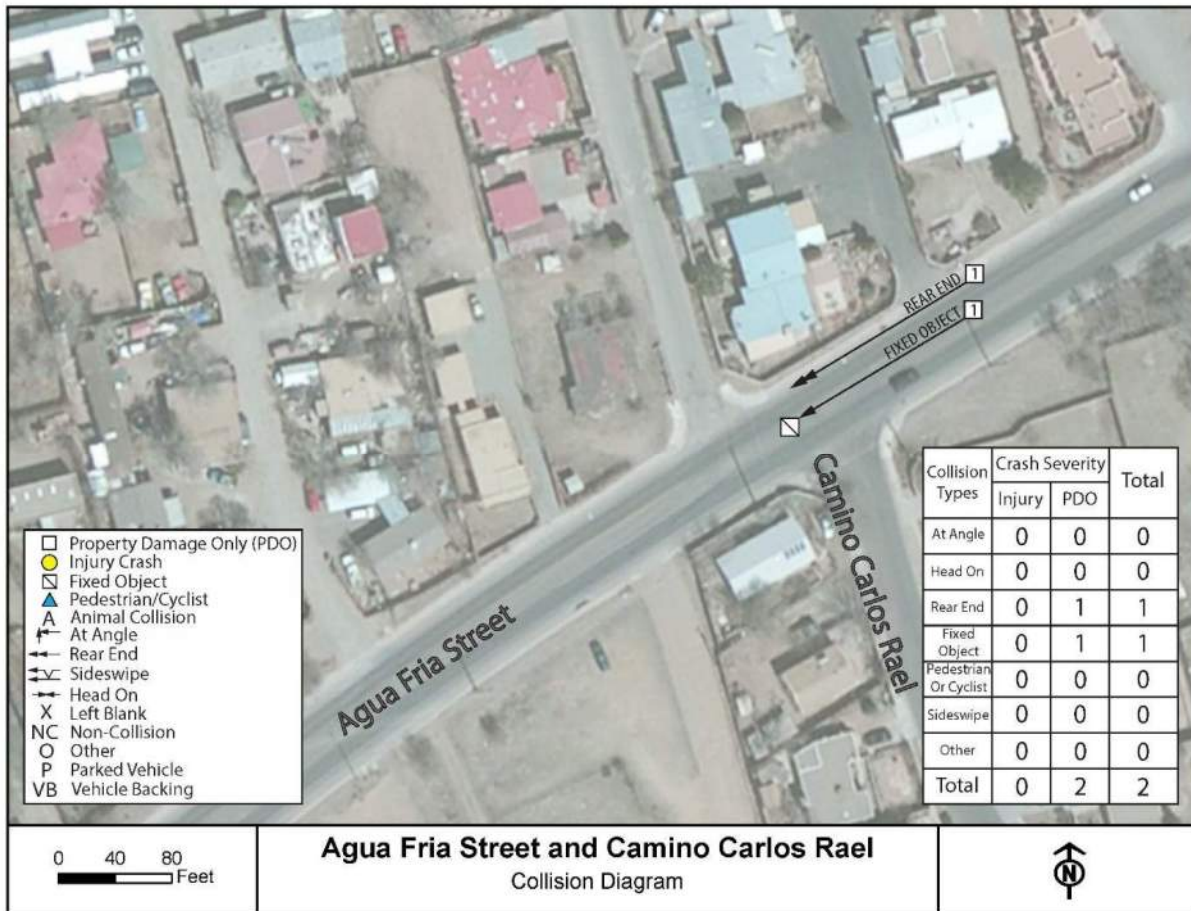 REAR END 1
FIXED OBJECT 1
Camino Carlos Rael
Agua Fria Street
Property Damage Only (PDO)
Injury Crash
Fixed Object
Pedestrian/Cyclist
A Animal Collision
At Angle
Rear End
Sideswipe
Head On
X Left Blank
NC Non-Collision
O Other
P Parked Vehicle
VB Vehicle Backing
Collision Types Crash Severity Total
Injury PDO
At Angle 0 0 0
Head On 0 0 0
Rear End 0 1 1
Fixed Object 0 1 1
Pedestrian Or Cyclist 0 0 0
Sideswipe 0 0 0
Other 0 0 0
Total 0 2 2
0 40 80
Feet
Agua Fria Street and Camino Carlos Rael
Collision Diagram
N